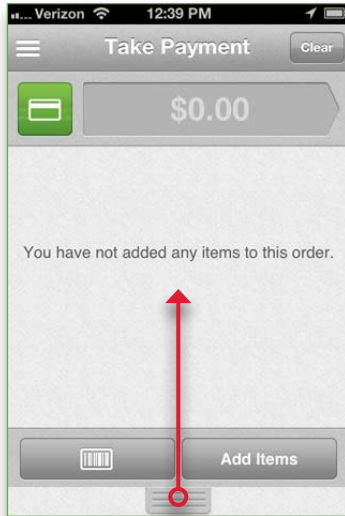 ..... Verizon 12:39 PM
Take Payment Clear
$0.00
You have not added any items to this order.
Add Items